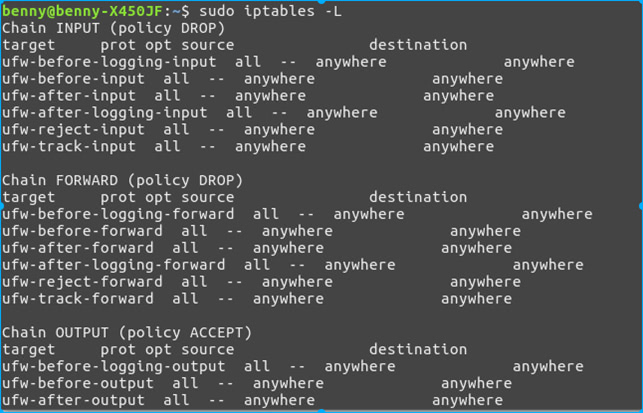 benny@benny-X450JF:~$ sudo iptables -L
Chain INPUT (policy DROP)
target     prot opt source               destination
ufw-before-logging-input  all  --  anywhere             anywhere
ufw-before-input  all  --  anywhere             anywhere
ufw-after-input  all  --  anywhere             anywhere
ufw-after-logging-input  all  --  anywhere             anywhere
ufw-reject-input  all  --  anywhere             anywhere
ufw-track-input  all  --  anywhere             anywhere

Chain FORWARD (policy DROP)
target     prot opt source               destination
ufw-before-logging-forward  all  --  anywhere             anywhere
ufw-before-forward  all  --  anywhere             anywhere
ufw-after-forward  all  --  anywhere             anywhere
ufw-after-logging-forward  all  --  anywhere             anywhere
ufw-reject-forward  all  --  anywhere             anywhere
ufw-track-forward  all  --  anywhere             anywhere

Chain OUTPUT (policy ACCEPT)
target     prot opt source               destination
ufw-before-logging-output  all  --  anywhere             anywhere
ufw-before-output  all  --  anywhere             anywhere
ufw-after-output  all  --  anywhere             anywhere